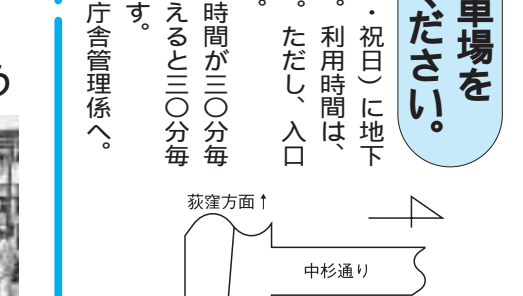 車場を
ください。
・祝日）に地下
。利用時間は、
。ただし、入口
。
時間が三〇分毎
えると三〇分毎
す。
庁舎管理係へ。
荻窪方面↑
中杉通り